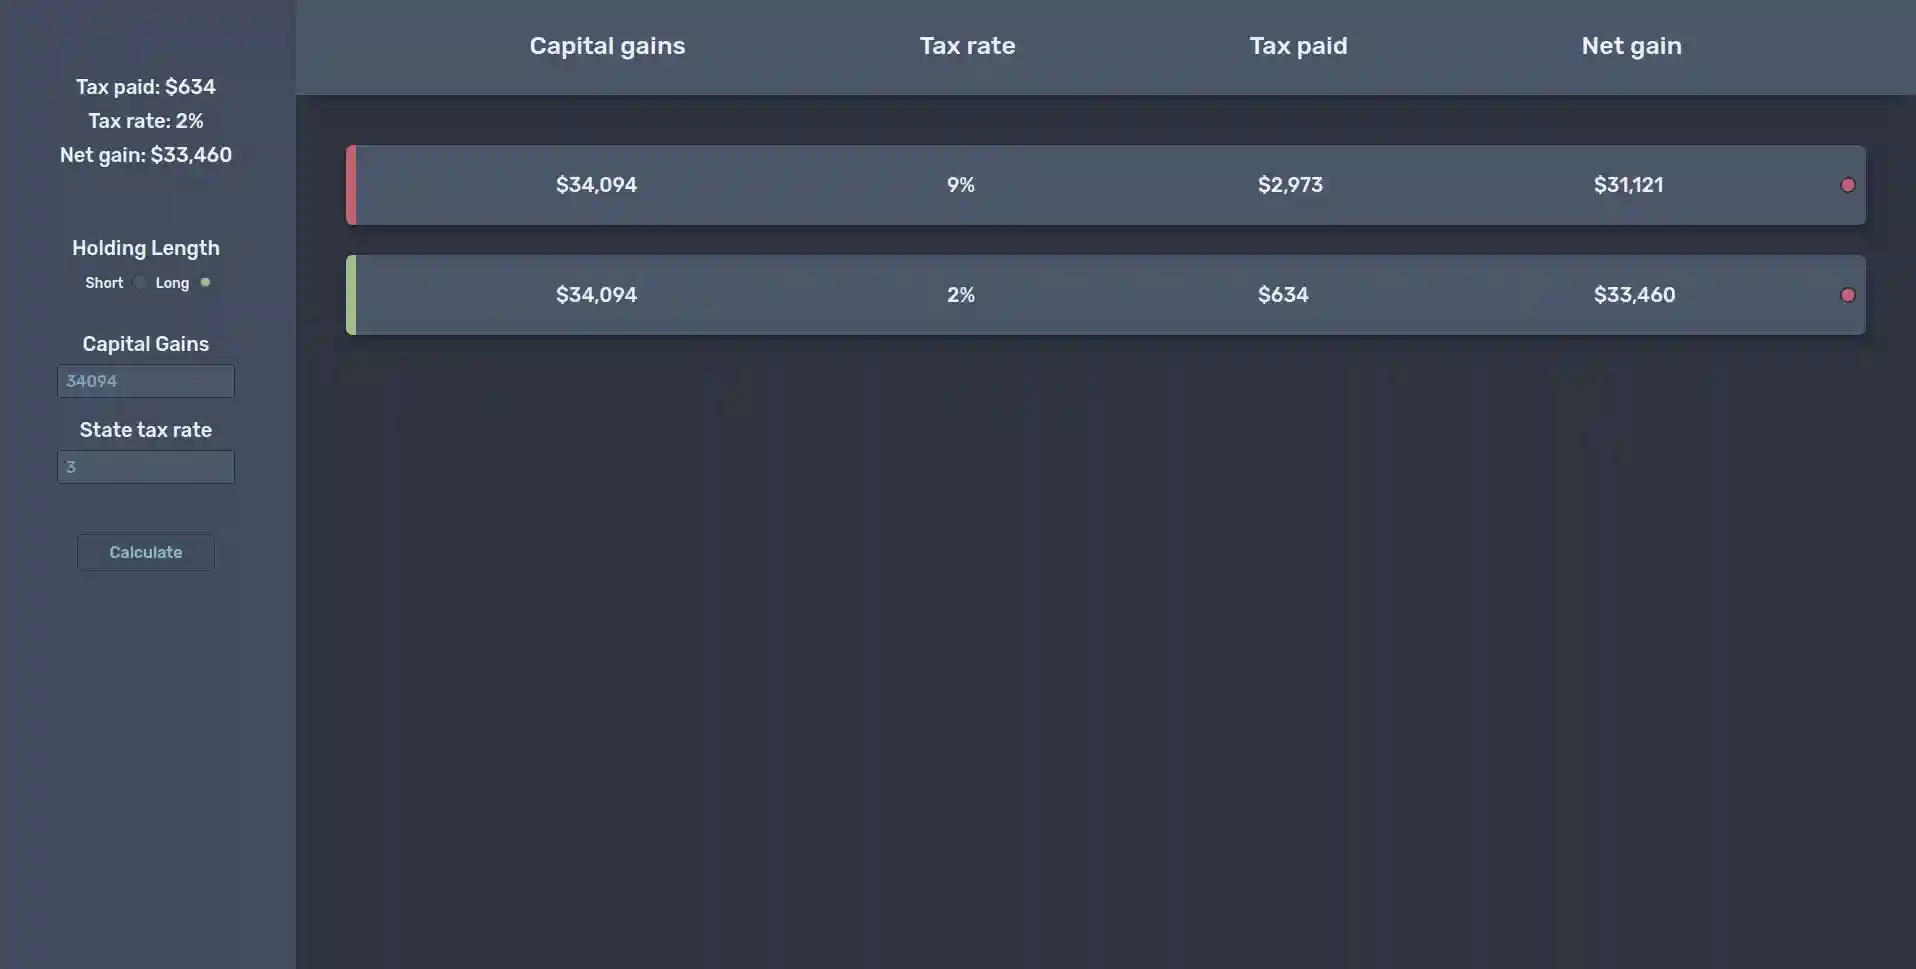 Tax paid: $634
Tax rate: 2%
Net gain: $33,460
Holding Length
Short Long
Capital Gains
34094
State tax rate
3
Calculate
Capital gains Tax rate Tax paid Net gain
$34,094 9% $2,973 $31,121
$34,094 2% $634 $33,460